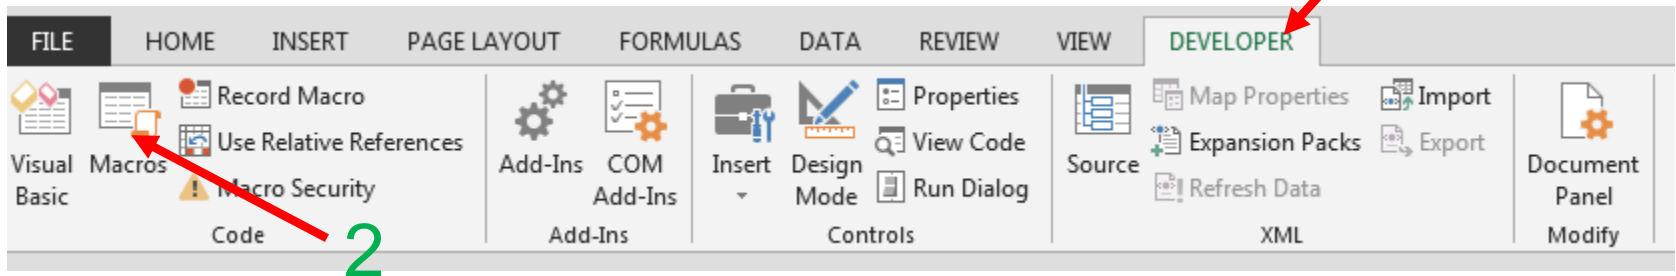 FILE HOME INSERT PAGE LAYOUT FORMULAS DATA REVIEW VIEW DEVELOPER
Visual
Basic
Macros
Record Macro
Use Relative References
Macro Security
Code
Add-Ins
COM
Add-Ins
Add-Ins
Insert
Design
Mode
Properties
View Code
Run Dialog
Controls
Source
Map Properties
Expansion Packs
Refresh Data
Import
Export
XML
Document
Panel
Modify
2